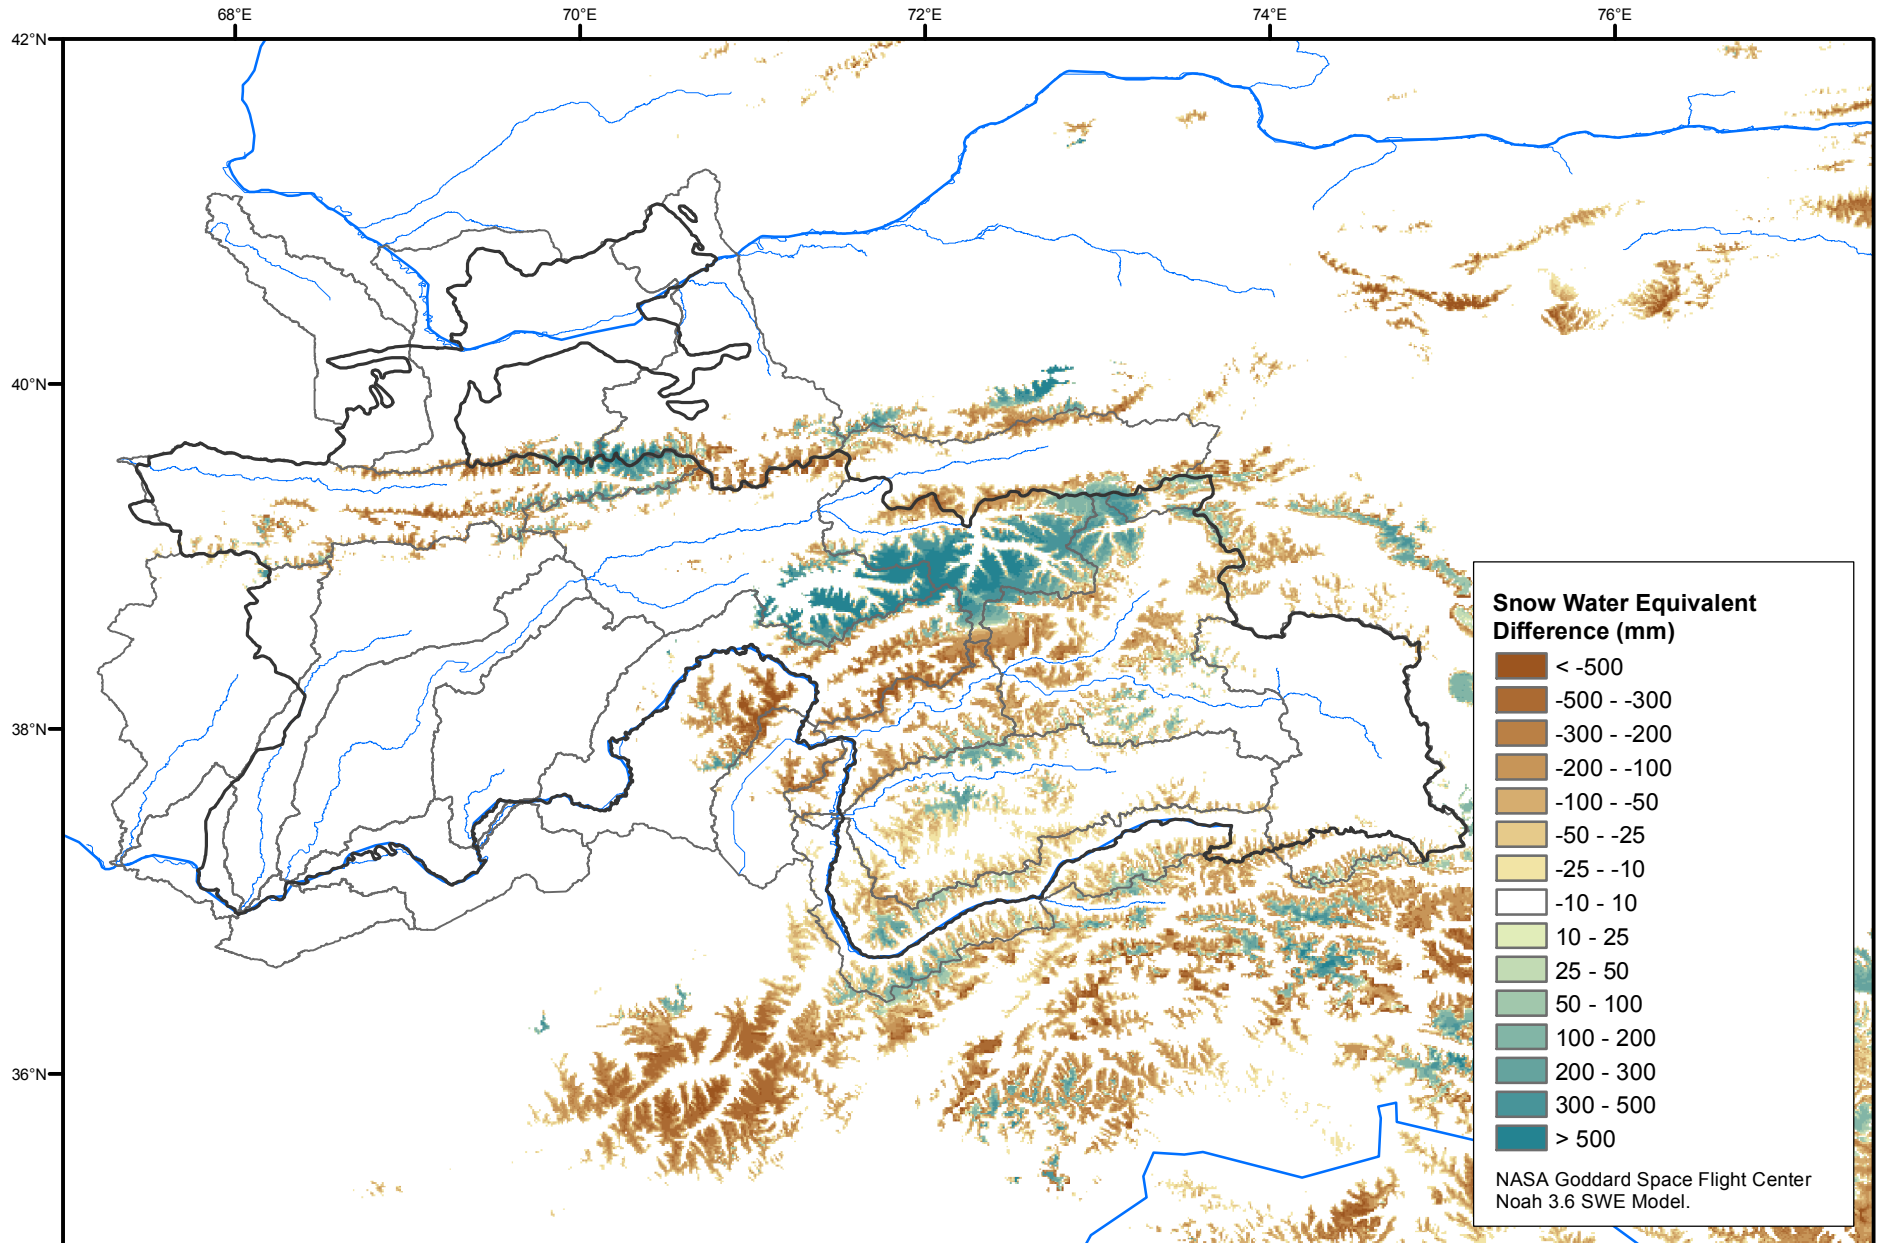 68°E
70°E
72°E
74°E
76°E
42°N
40°N
38°N
36°N
Snow Water Equivalent
Difference (mm)
< -500
-500 - -300
-300 - -200
-200 - -100
-100 - -50
-50 - -25
-25 - -10
-10 - 10
10 - 25
25 - 50
50 - 100
100 - 200
200 - 300
300 - 500
> 500
NASA Goddard Space Flight Center
Noah 3.6 SWE Model.